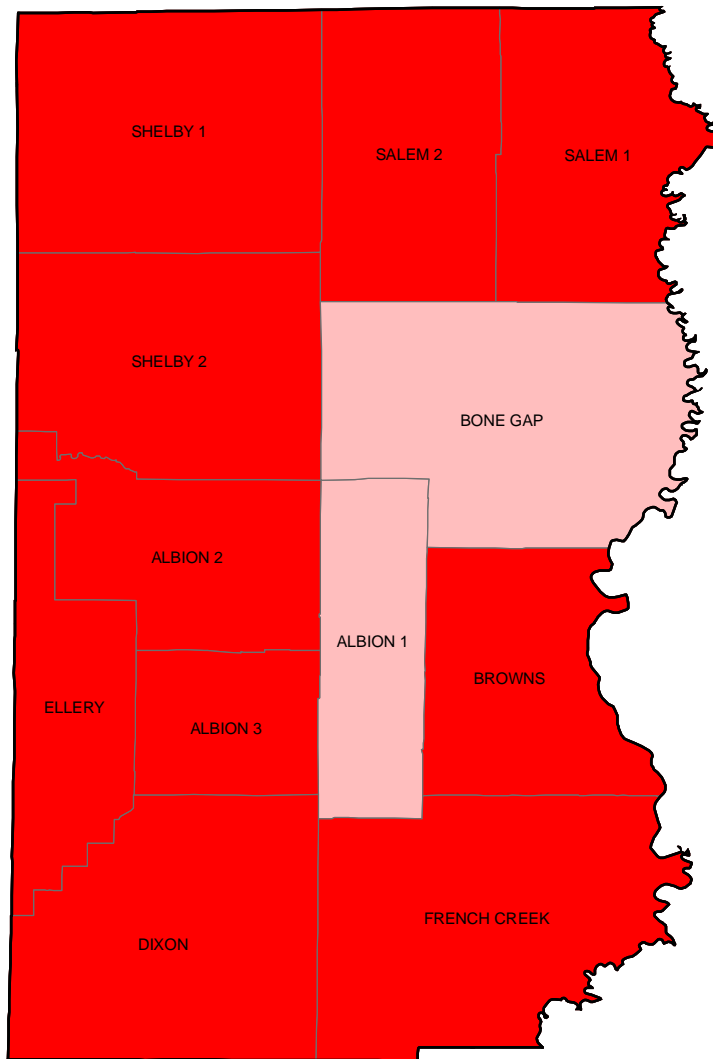 SHELBY 1
SALEM 2
SALEM 1
SHELBY 2
BONE GAP
ALBION 2
ALBION 1
BROWNS
ELLERY
ALBION 3
FRENCH CREEK
DIXON